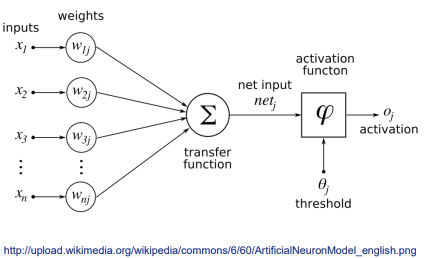 weights
inputs
activation
functon
x1
w1j
x2
w2j
net input
netj
Σ
φ
oj
activation
x3
w3j
transfer
function
θj
threshold
xn
wnj
http://upload.wikimedia.org/wikipedia/commons/6/60/ArtificialNeuronModel_english.png